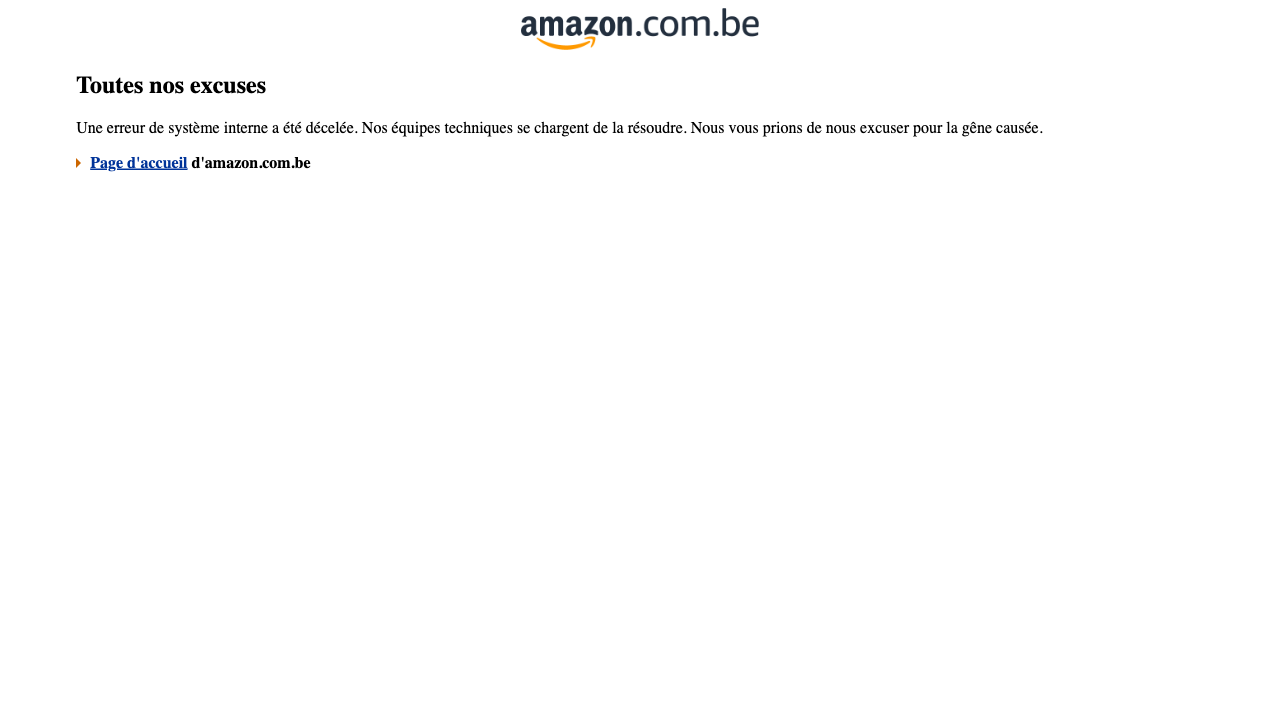 amazon.com.be
Toutes nos excuses
Une erreur de système interne a été décelée. Nos équipes techniques se chargent de la résoudre. Nous vous prions de nous excuser pour la gêne causée.
Page d'accueil d'amazon.com.be